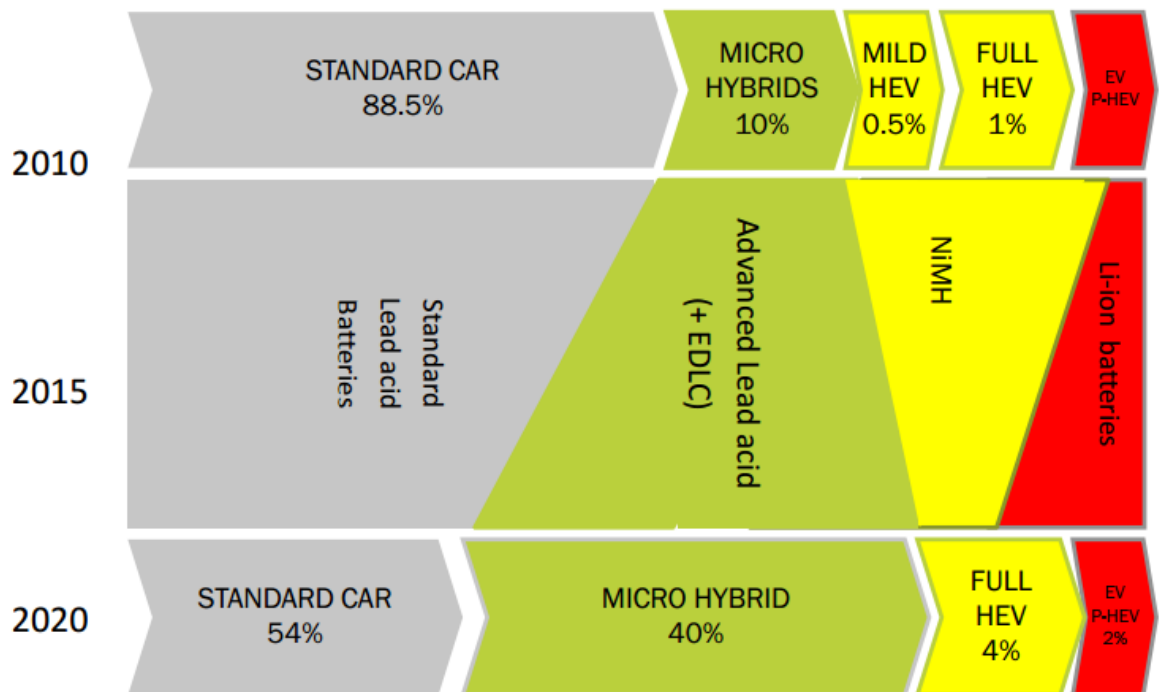 STANDARD CAR
88.5%
MICRO
HYBRIDS
10%
MILD
HEV
0.5%
FULL
HEV
1%
EV
P-HEV
2010
Standard
Lead acid
Batteries
Advanced Lead acid
(+ EDLC)
NiMH
Li-ion batteries
2015
STANDARD CAR
54%
MICRO HYBRID
40%
FULL
HEV
4%
EV
P-HEV
2%
2020